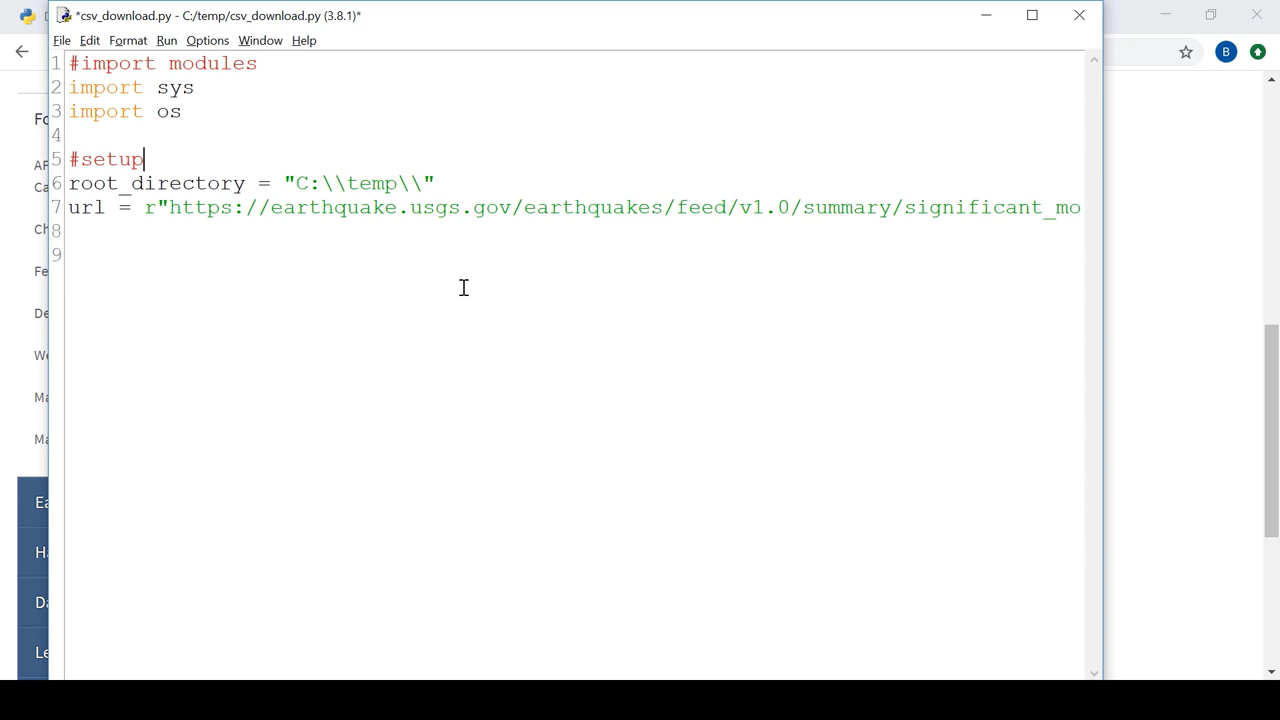 *csv_download.py - C:/temp/csv_download.py (3.8.1)*
File Edit Format Run Options Window Help
1 #import modules
2 import sys
3 import os
4
5 #setup
6 root_directory = "C:\\temp\\"
7 url = r"https://earthquake.usgs.gov/earthquakes/feed/v1.0/summary/significant_mo
8
9
B